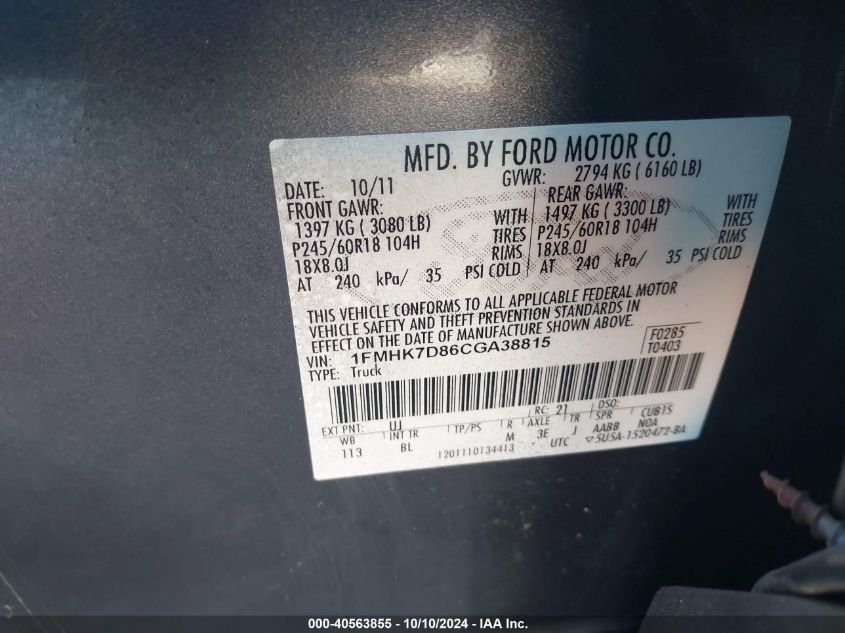 MFD. BY FORD MOTOR CO.
DATE: 10/11 GVWR: 2794 KG ( 6160 LB)
FRONT GAWR: REAR GAWR:
1397 KG ( 3080 LB) WITH 1497 KG ( 3300 LB) WITH
P245/60R18 104H TIRES P245/60R18 104H TIRES
18X8.0J RIMS 18X8.0J RIMS
AT 240 kPa/ 35 PSI COLD AT 240 kPa/ 35 PSI COLD
THIS VEHICLE CONFORMS TO ALL APPLICABLE FEDERAL MOTOR
VEHICLE SAFETY AND THEFT PREVENTION STANDARDS IN
EFFECT ON THE DATE OF MANUFACTURE SHOWN ABOVE.
VIN: 1FMHK7D86CGA38815 F0285
TYPE: Truck T0403
EXT PNT: UJ RC: 21 DSO:
WB INT TR TP/PS R AXLE TR SPR CUB15
113 BL M 3E J AABB NOA
1201110134413 UTC ▽5U5A-1520472-BA
000-40563855 - 10/10/2024 - IAA Inc.